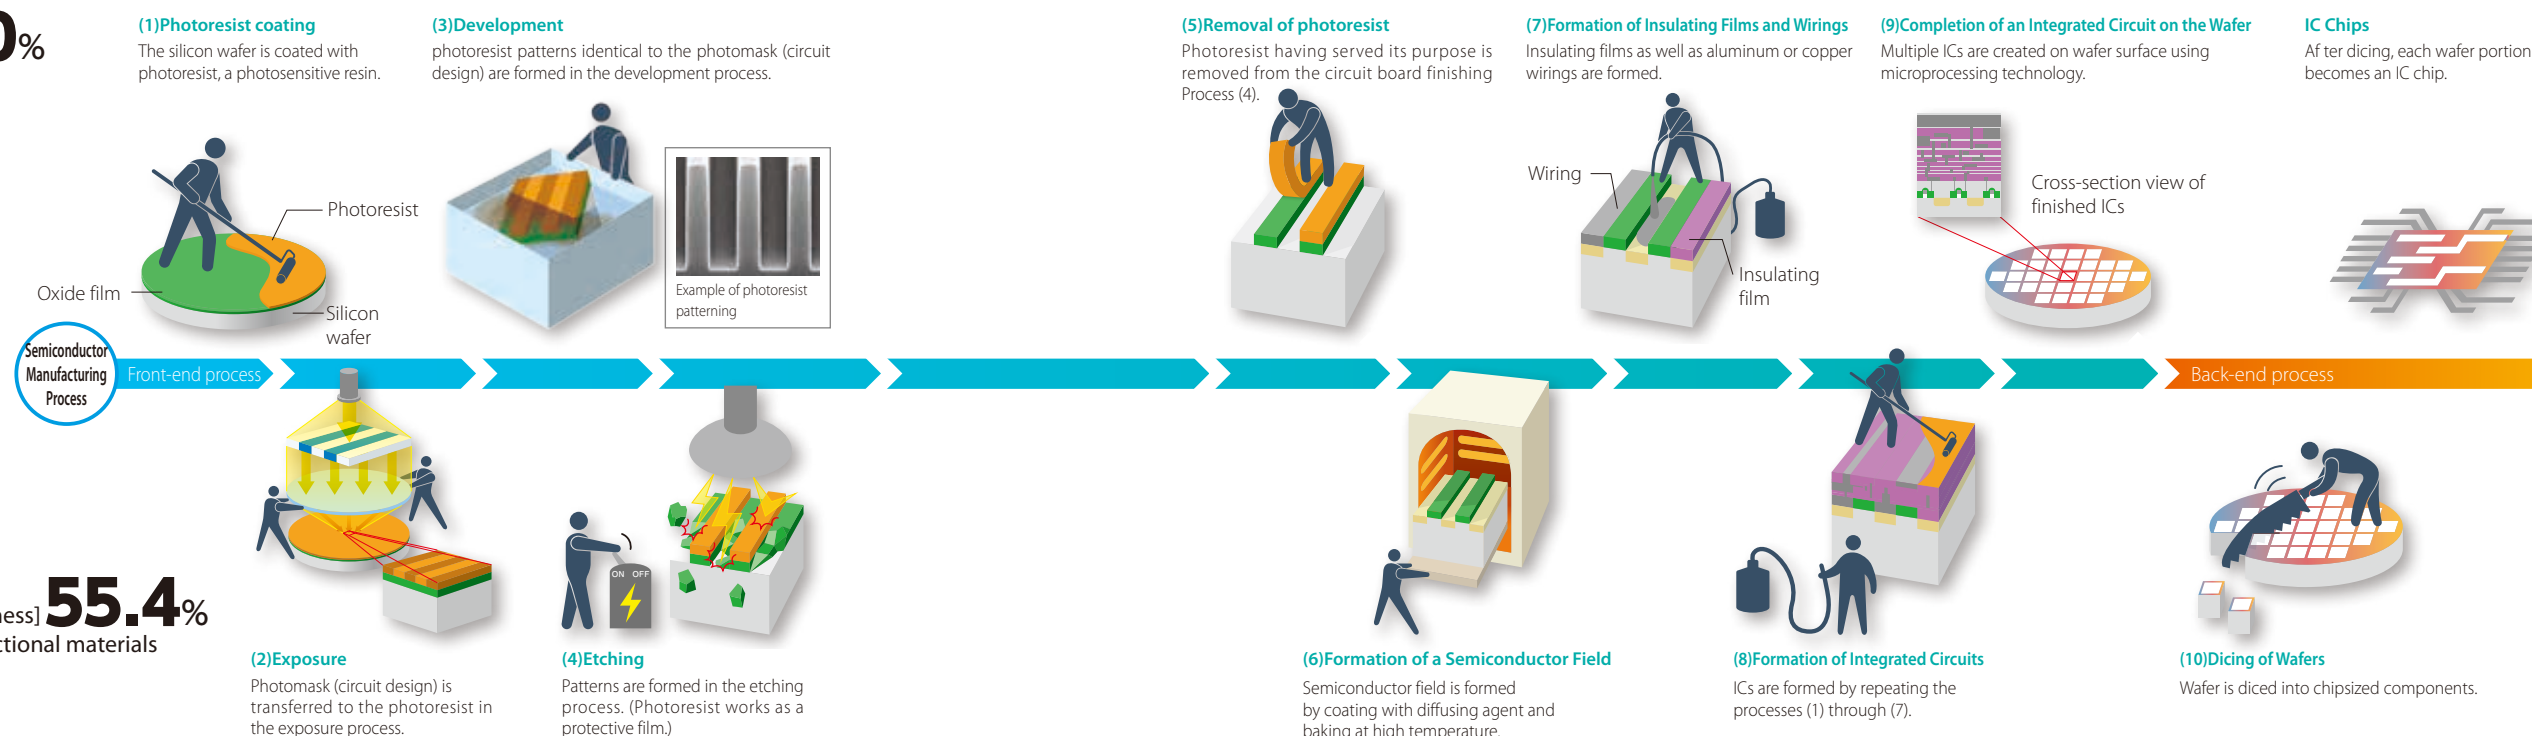 0%
(1)Photoresist coating
The silicon wafer is coated with
photoresist, a photosensitive resin.
Photoresist
Oxide film
Silicon
wafer
(3)Development
photoresist patterns identical to the photomask (circuit
design) are formed in the development process.
Example of photoresist
patterning
(5)Removal of photoresist
Photoresist having served its purpose is
removed from the circuit board finishing
Process (4).
(7)Formation of Insulating Films and Wirings
Insulating films as well as aluminum or copper
wirings are formed.
Wiring
Insulating
film
(9)Completion of an Integrated Circuit on the Wafer
Multiple ICs are created on wafer surface using
microprocessing technology.
Cross-section view of
finished ICs
IC Chips
Af ter dicing, each wafer portion
becomes an IC chip.
Semiconductor
Manufacturing
Process
Front-end process
Back-end process
ness] 55.4%
ctional materials
(2)Exposure
Photomask (circuit design) is
transferred to the photoresist in
the exposure process.
ON OFF
(4)Etching
Patterns are formed in the etching
process. (Photoresist works as a
protective film.)
(6)Formation of a Semiconductor Field
Semiconductor field is formed
by coating with diffusing agent and
baking at high temperature.
(8)Formation of Integrated Circuits
ICs are formed by repeating the
processes (1) through (7).
(10)Dicing of Wafers
Wafer is diced into chipsized components.